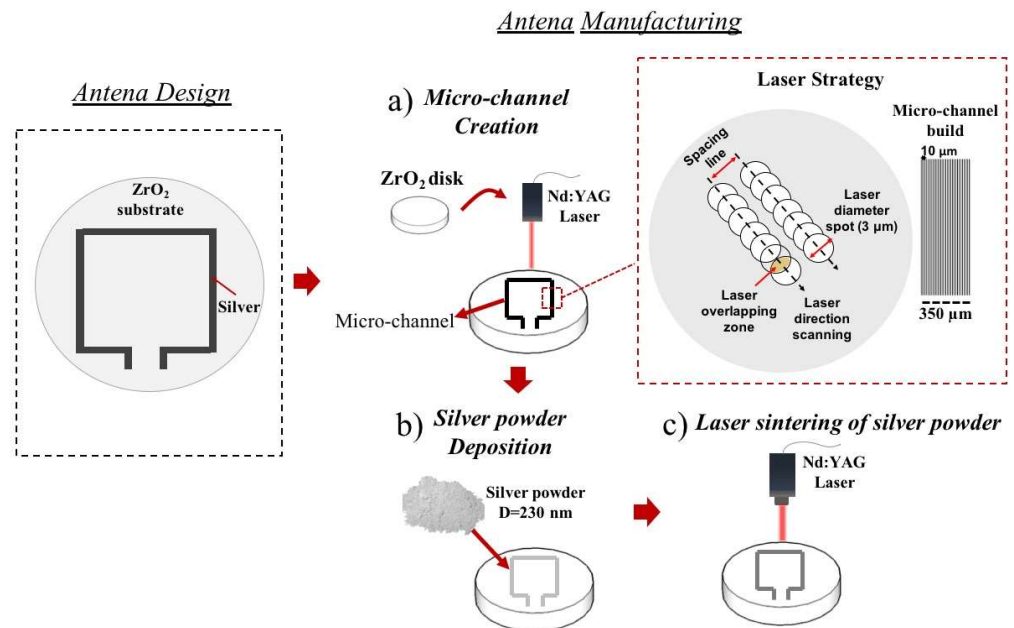 Antena Manufacturing
Antena Design
ZrO₂
substrate
Silver
a) Micro-channel
Creation
ZrO₂ disk
Nd:YAG
Laser
Micro-channel
Laser Strategy
Spacing
line
Laser
diameter
spot (3 µm)
Laser
overlapping
zone
Laser
direction
scanning
Micro-channel
build
10 µm
350 µm
b) Silver powder
Deposition
Silver powder
D=230 nm
c) Laser sintering of silver powder
Nd:YAG
Laser